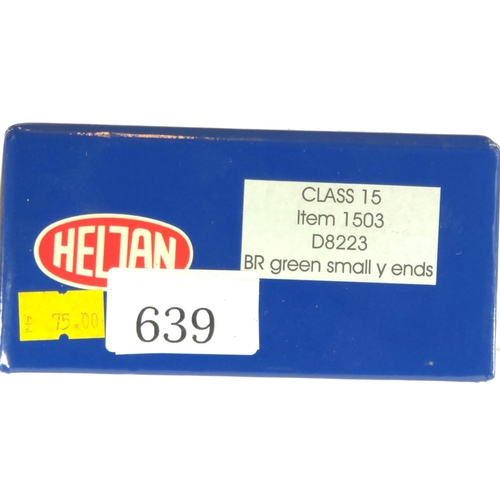 CLASS 15
Item 1503
D8223
BR green small y ends
HELJAN
£ 75.00
639